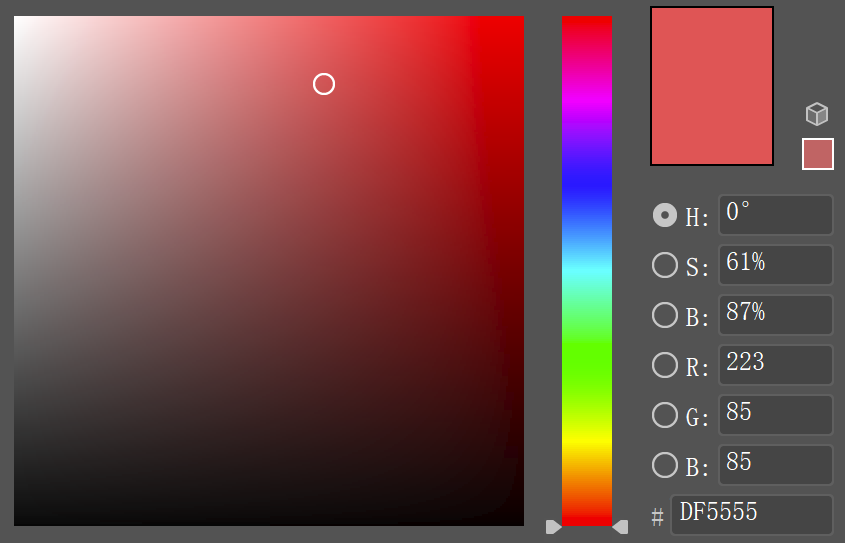 H: 0°
S: 61%
B: 87%
R: 223
G: 85
B: 85
# DF5555